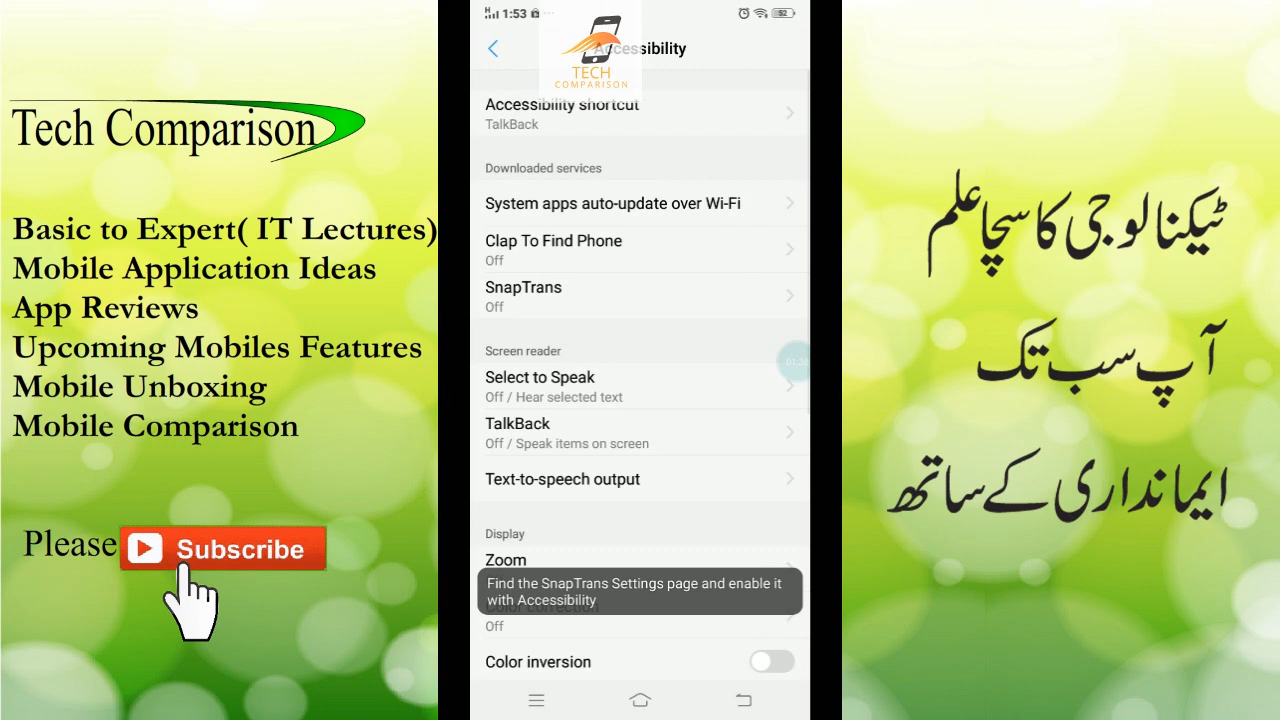 Tech Comparison
Basic to Expert( IT Lectures)
Mobile Application Ideas
App Reviews
Upcoming Mobiles Features
Mobile Unboxing
Mobile Comparison
Please Subscribe
H 1:53 52
Accessibility
TECH
COMPARISON
Accessibility shortcut
TalkBack
Downloaded services
System apps auto-update over Wi-Fi
Clap To Find Phone
Off
SnapTrans
Off
Screen reader
Select to Speak
Off / Hear selected text
TalkBack
Off / Speak items on screen
Text-to-speech output
Display
Zoom
Find the SnapTrans Settings page and enable it
with Accessibility
Off
Color inversion
ٹیکنالوجی کا سچا علم
آپ سب تک
ایمانداری کے ساتھ